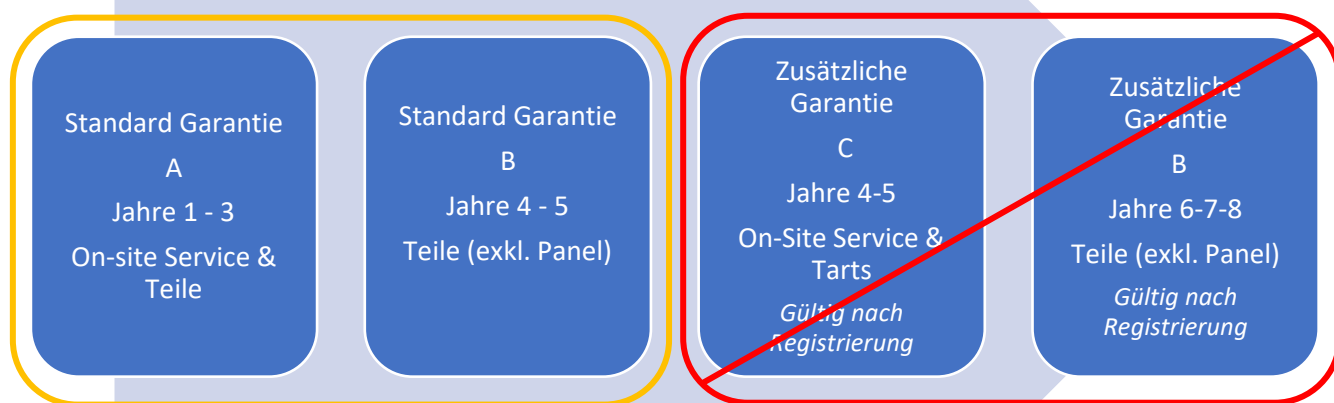 Standard Garantie
A
Jahre 1 - 3
On-site Service &
Teile
Standard Garantie
B
Jahre 4 - 5
Teile (exkl. Panel)
Zusätzliche
Garantie
C
Jahre 4-5
On-Site Service &
Tarts
Gültig nach
Registrierung
Zusätzliche
Garantie
B
Jahre 6-7-8
Teile (exkl. Panel)
Gültig nach
Registrierung